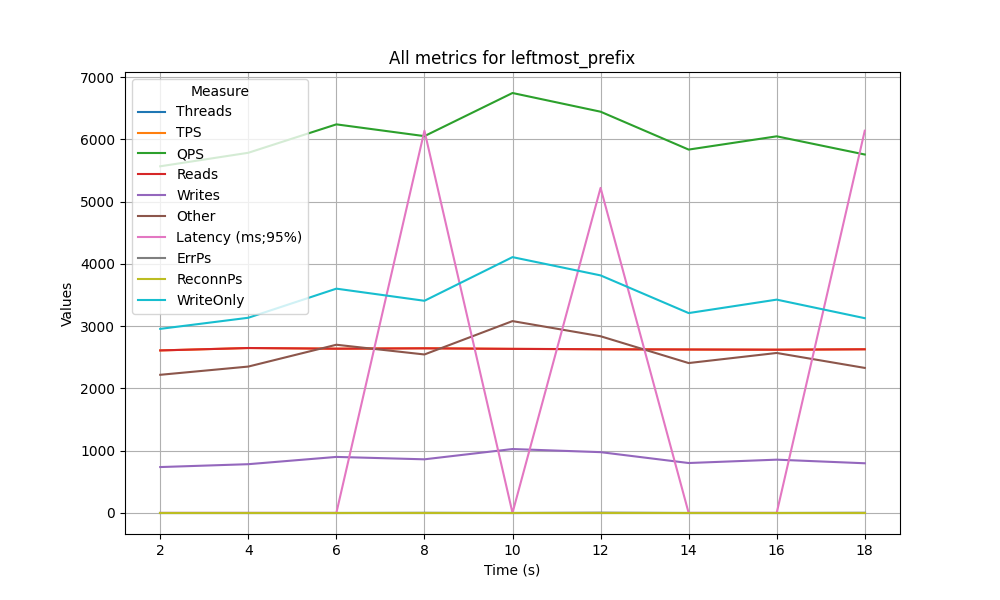 All metrics for leftmost_prefix
7000
6000
5000
4000
3000
2000
1000
0
Values
Measure
Threads
TPS
QPS
Reads
Writes
Other
Latency (ms;95%)
ErrPs
ReconnPs
WriteOnly
2 4 6 8 10 12 14 16 18
Time (s)